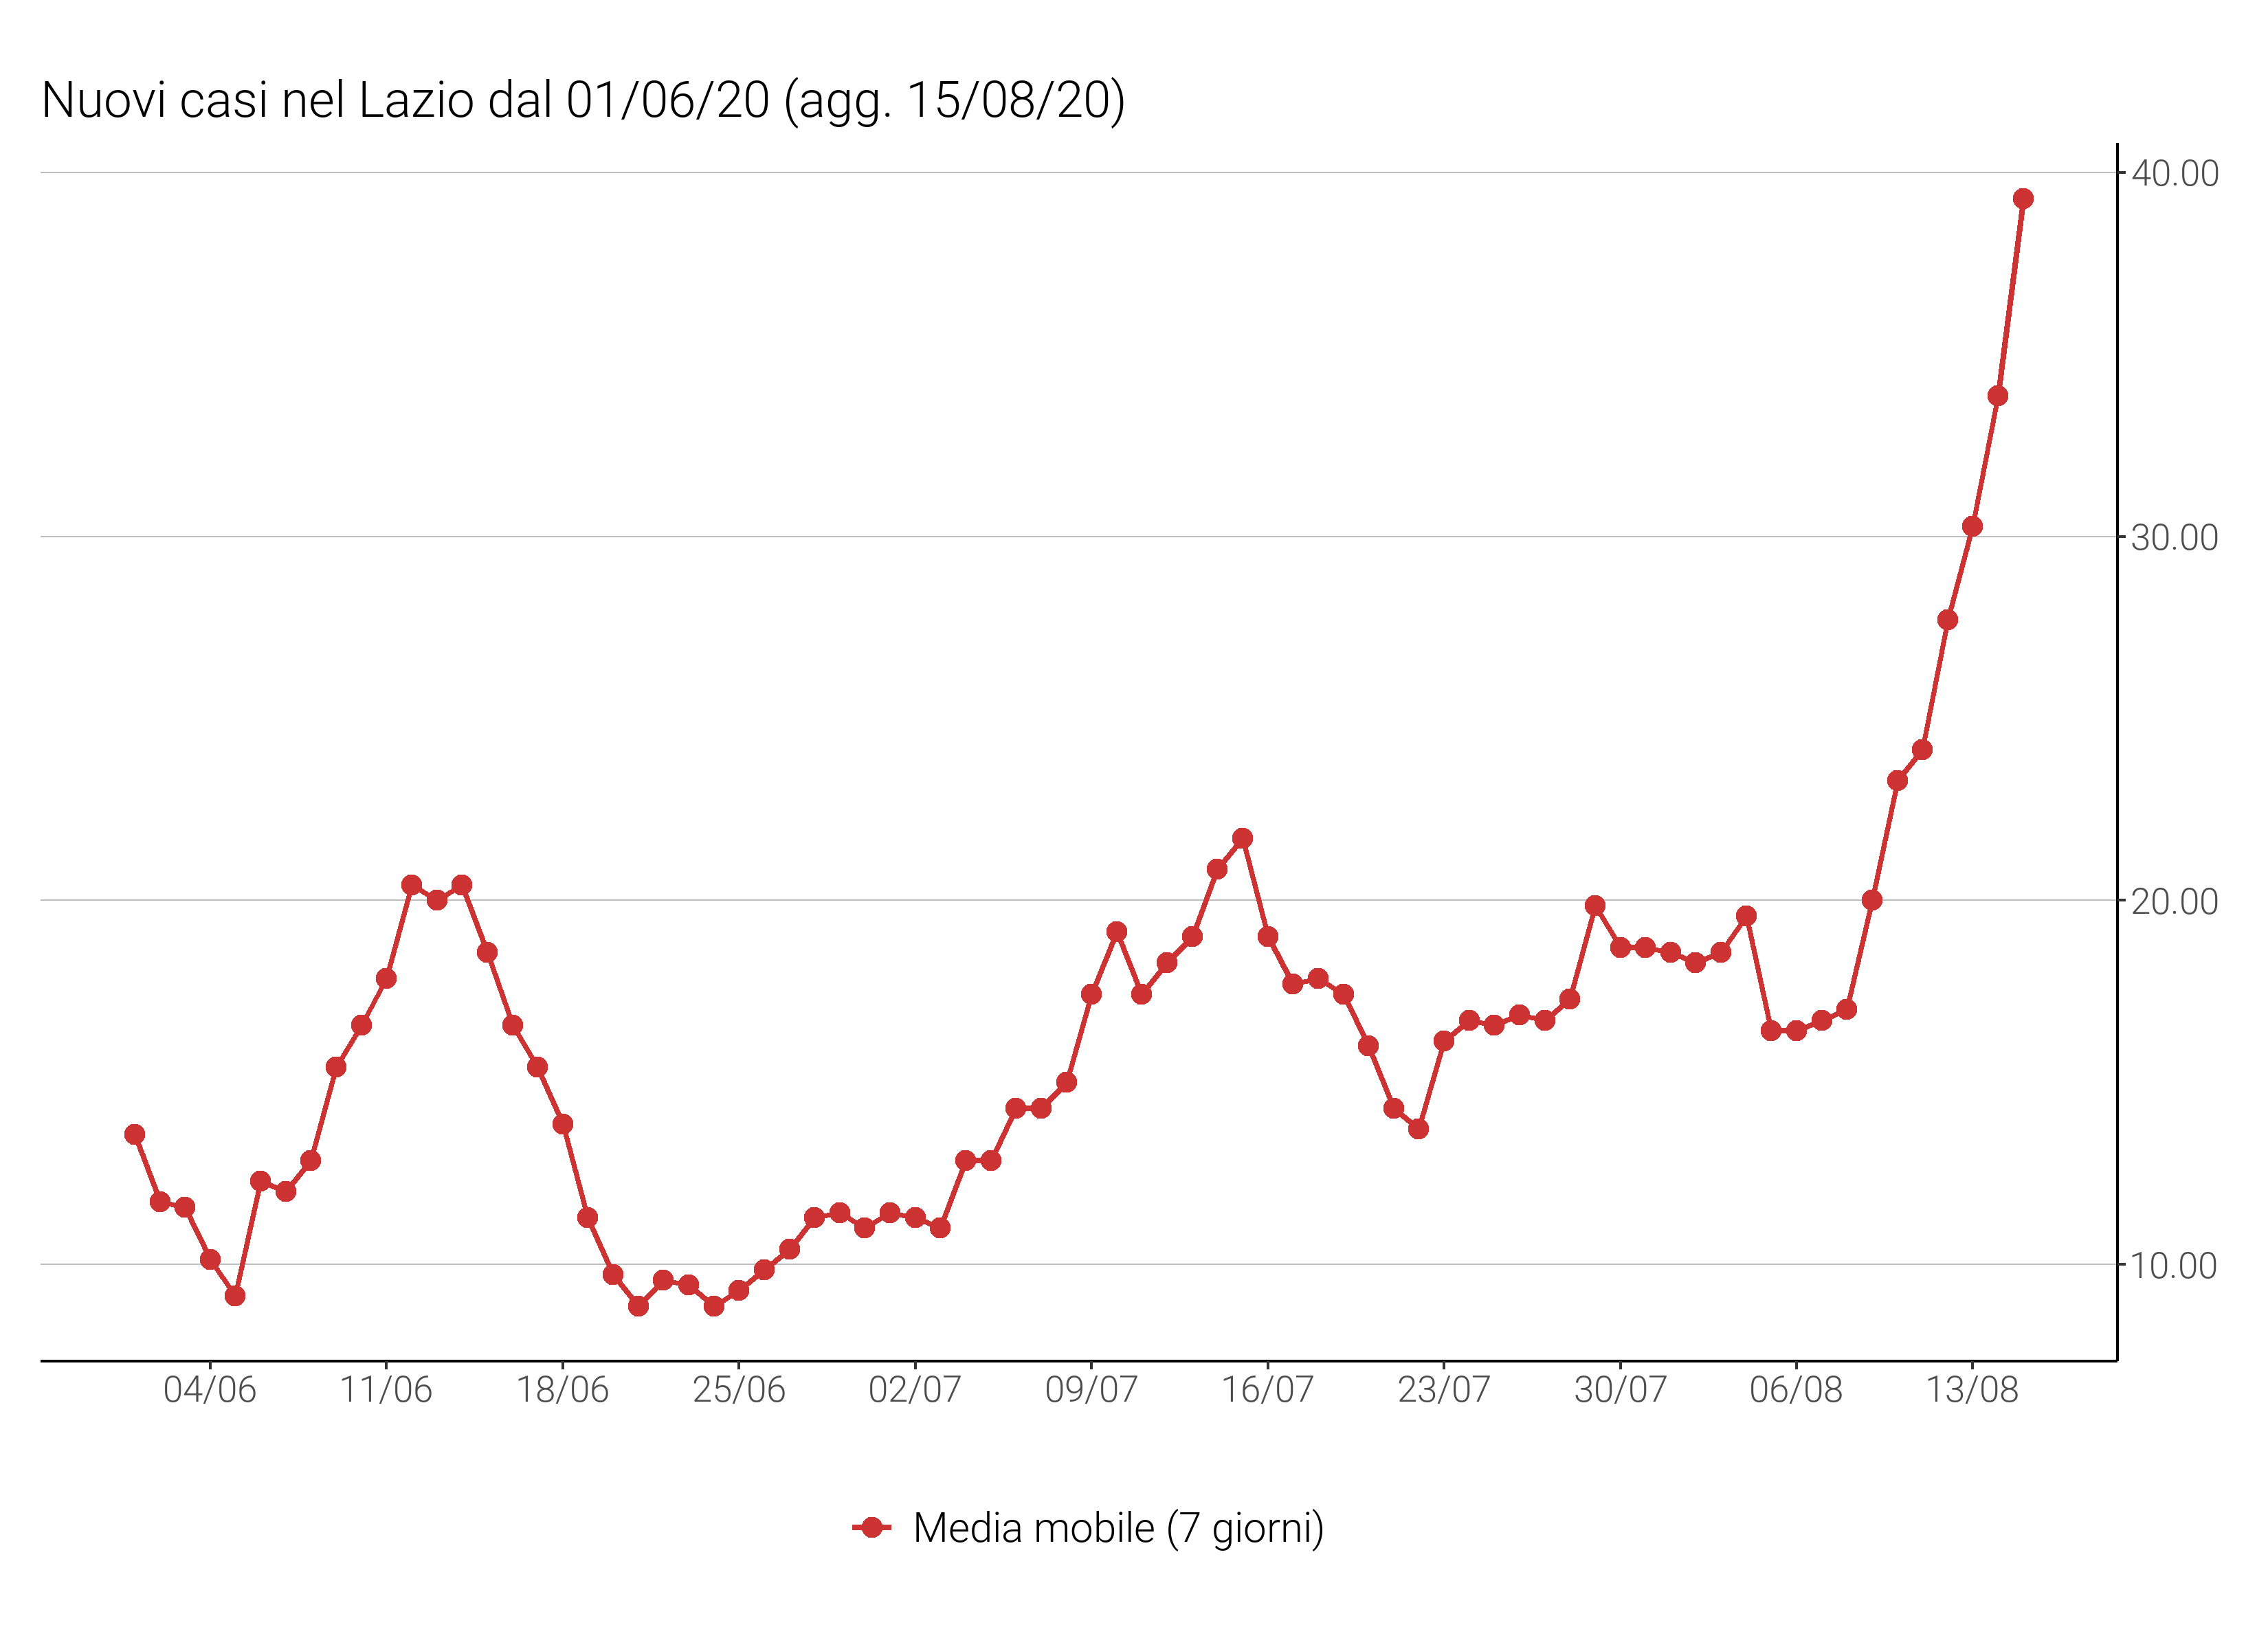 Nuovi casi nel Lazio dal 01/06/20 (agg. 15/08/20)
40.00
30.00
20.00
10.00
04/06 11/06 18/06 25/06 02/07 09/07 16/07 23/07 30/07 06/08 13/08
Media mobile (7 giorni)